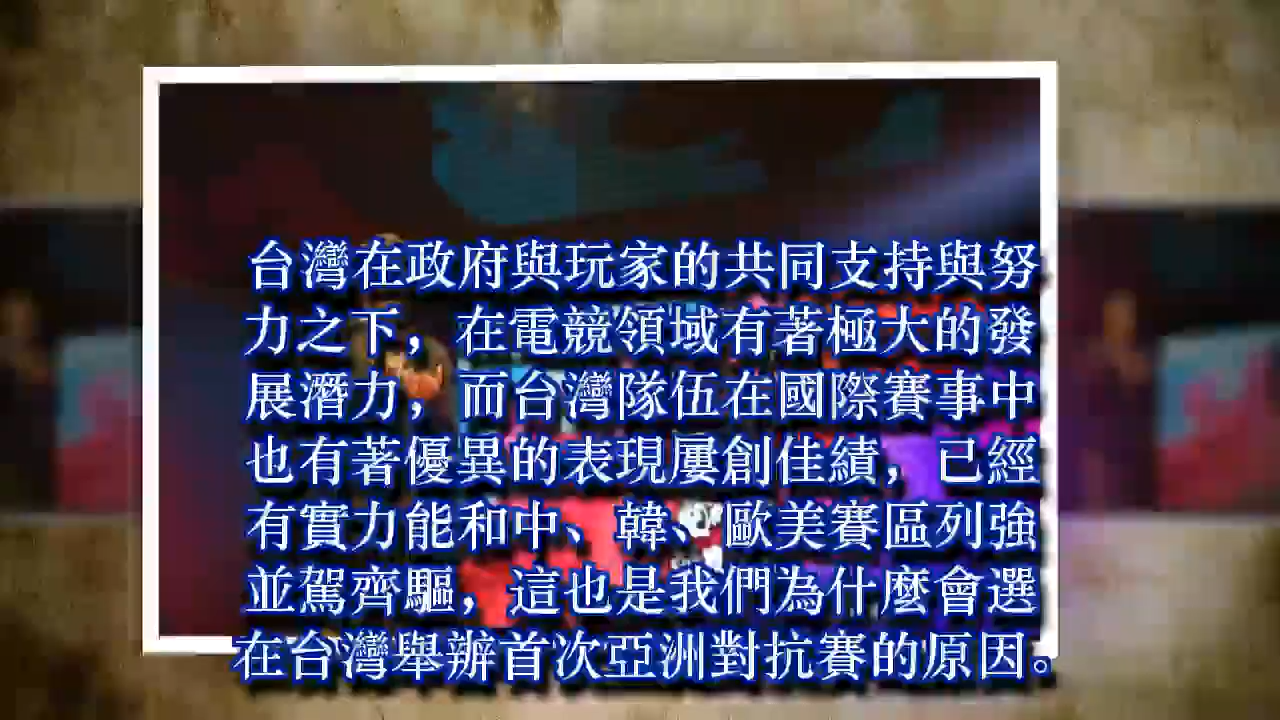 台灣在政府與玩家的共同支持與努
力之下，在電競領域有著極大的發
展潛力，而台灣隊伍在國際賽事中
也有著優異的表現屢創佳績，已經
有實力能和中、韓、歐美賽區列強
並駕齊驅，這也是我們為什麼會選
在台灣舉辦首次亞洲對抗賽的原因。